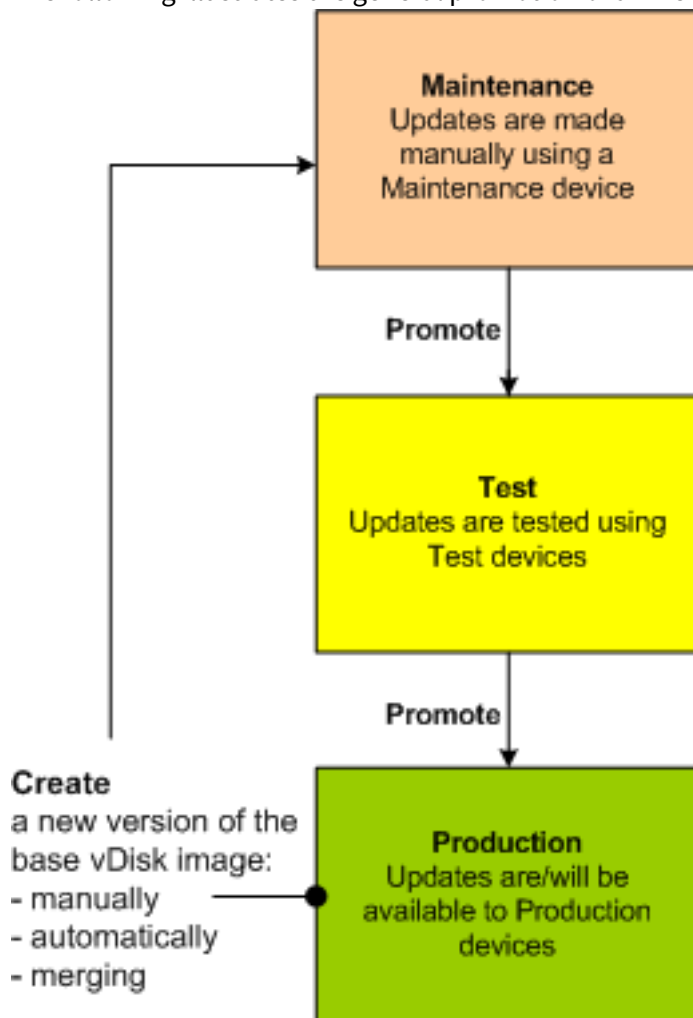 Maintenance
Updates are made
manually using a
Maintenance device
Promote
Test
Updates are tested using
Test devices
Promote
Create
a new version of the
base vDisk image:
- manually
- automatically
- merging
Production
Updates are/will be
available to Production
devices